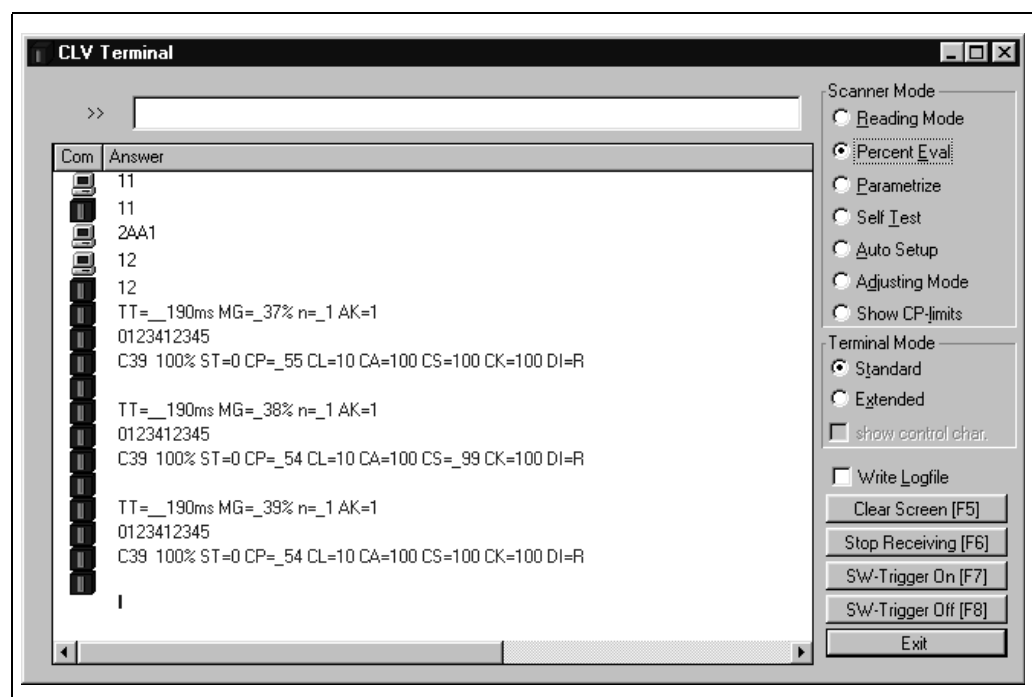 CLV Terminal
>>
Com Answer
11
11
2AA1
12
12
TT=__190ms MG=_37% n=_1 AK=1
0123412345
C39 100% ST=0 CP=_55 CL=10 CA=100 CS=100 CK=100 DI=R
TT=__190ms MG=_38% n=_1 AK=1
0123412345
C39 100% ST=0 CP=_54 CL=10 CA=100 CS=_99 CK=100 DI=R
TT=__190ms MG=_39% n=_1 AK=1
0123412345
C39 100% ST=0 CP=_54 CL=10 CA=100 CS=100 CK=100 DI=R
Scanner Mode
Reading Mode
Percent Eval
Parametrize
Self Test
Auto Setup
Adjusting Mode
Show CP-limits
Terminal Mode
Standard
Extended
show control char.
Write Logfile
Clear Screen [F5]
Stop Receiving [F6]
SW-Trigger On [F7]
SW-Trigger Off [F8]
Exit